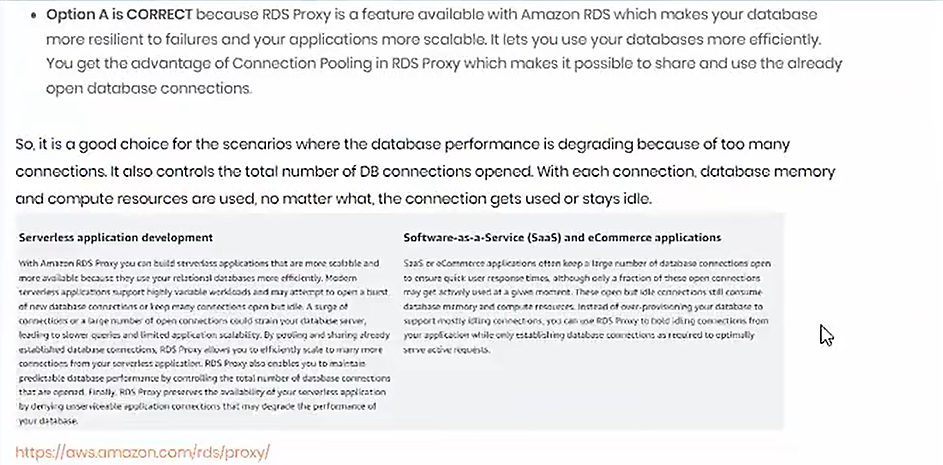 • Option A is CORRECT because RDS Proxy is a feature available with Amazon RDS which makes your database
more resilient to failures and your applications more scalable. It lets you use your databases more efficiently.
You get the advantage of Connection Pooling in RDS Proxy which makes it possible to share and use the already
open database connections.
So, it is a good choice for the scenarios where the database performance is degrading because of too many
connections. It also controls the total number of DB connections opened. With each connection, database memory
and compute resources are used, no matter what, the connection gets used or stays idle.
Serverless application development
With Amazon RDS Proxy you can build serverless applications that are more scalable and
more available because they use your relational databases more efficiently. Modern
serverless applications support highly variable workloads and may attempt to open a burst
of new database connections or keep many connections open but idle. A surge of
connections or a large number of open connections could strain your database server,
leading to slower queries and limited application scalability. By pooling and sharing already
established database connections, RDS Proxy allows you to efficiently scale to many more
connections from your serverless application. RDS Proxy also enables you to maintain
predictable database performance by controlling the total number of database connections
that are opened. Finally, RDS Proxy preserves the availability of your serverless application
by denying unserviceable application connections that may degrade the performance of
your database.
Software-as-a-Service (SaaS) and eCommerce applications
SaaS or eCommerce applications often keep a large number of database connections open
to ensure quick user response times, although only a fraction of these open connections
may get actively used at a given moment. These open but idle connections still consume
database memory and compute resources. Instead of over-provisioning your database to
support mostly idling connections, you can use RDS Proxy to hold idling connections from
your application while only establishing database connections as required to optimally
serve active requests.
https://aws.amazon.com/rds/proxy/